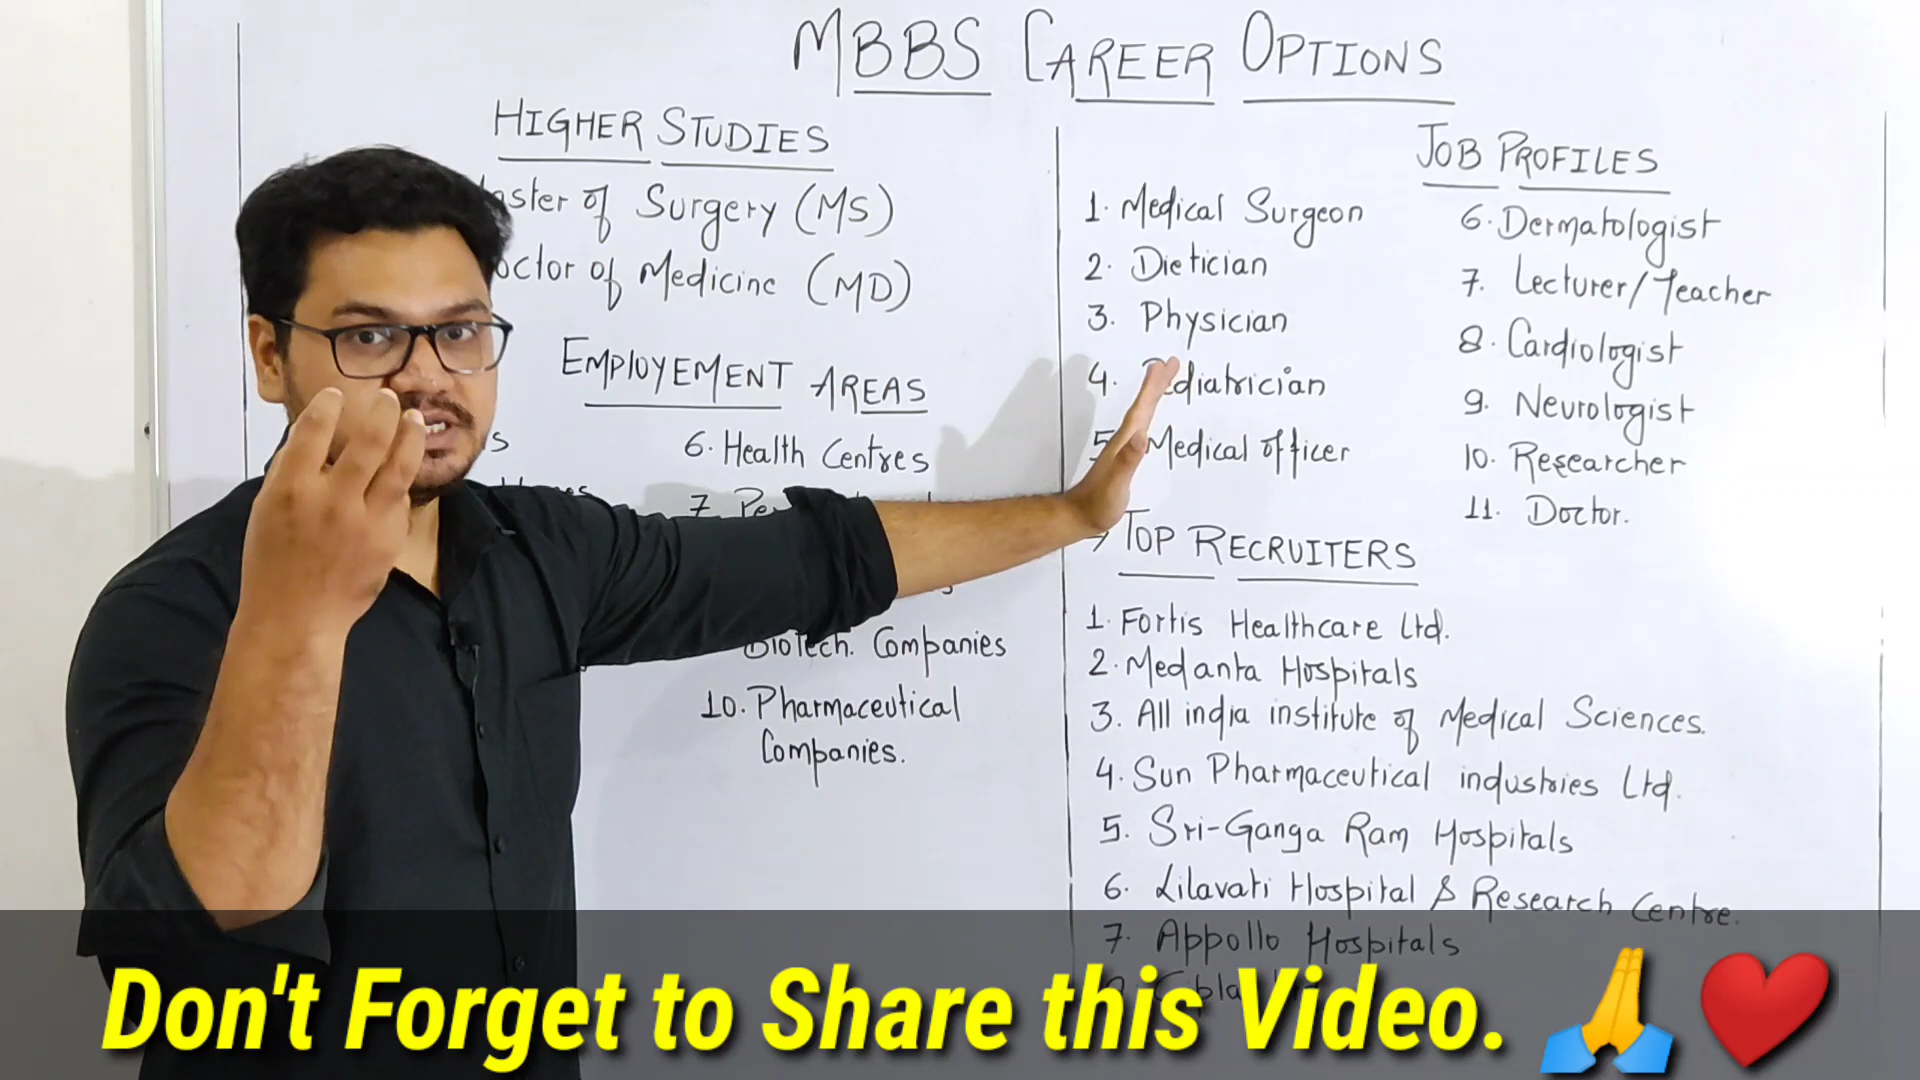 MBBS CAREER OPTIONS
HIGHER STUDIES
of Surgery (MS)
of Medicine (MD)
EMPLOYEMENT AREAS
6. Health Centres
7.
BioTech. Companies
10. Pharmaceutical
Companies.
JOB PROFILES
1. Medical Surgeon
2. Dietician
3. Physician
4. Pediatrician
5. Medical officer
6. Dermatologist
7. Lecturer/Teacher
8. Cardiologist
9. Neurologist
10. Researcher
11. Doctor.
→ TOP RECRUITERS
1. Fortis Healthcare Ltd.
2. Medanta Hospitals
3. All india institute of Medical Sciences.
4. Sun Pharmaceutical industries Ltd.
5. Sri-Ganga Ram Hospitals
6. Lilavati Hospital & Research Centre.
7. Appollo Hospitals
Don't Forget to Share this Video. 🙏❤️